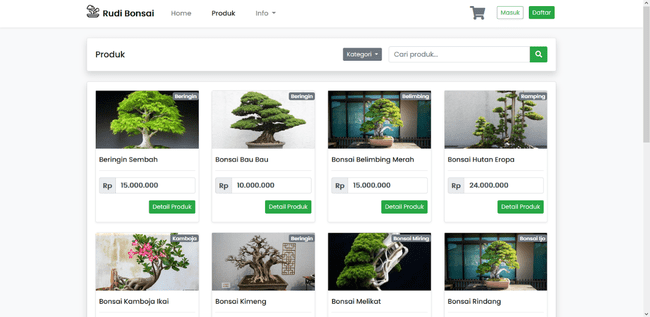 Rudi Bonsai
Home
Produk
Info
Masuk
Daftar
Produk
Kategori
Cari produk...
Beringin
Beringin
Belimbing
Ramping
Beringin Sembah
Bonsai Bau Bau
Bonsai Belimbing Merah
Bonsai Hutan Eropa
Rp 15.000.000
Rp 10.000.000
Rp 15.000.000
Rp 24.000.000
Detail Produk
Detail Produk
Detail Produk
Detail Produk
Kamboja
Beringin
Bonsai Miring
Bonsai Ijo
Bonsai Kamboja Ikai
Bonsai Kimeng
Bonsai Melikat
Bonsai Rindang